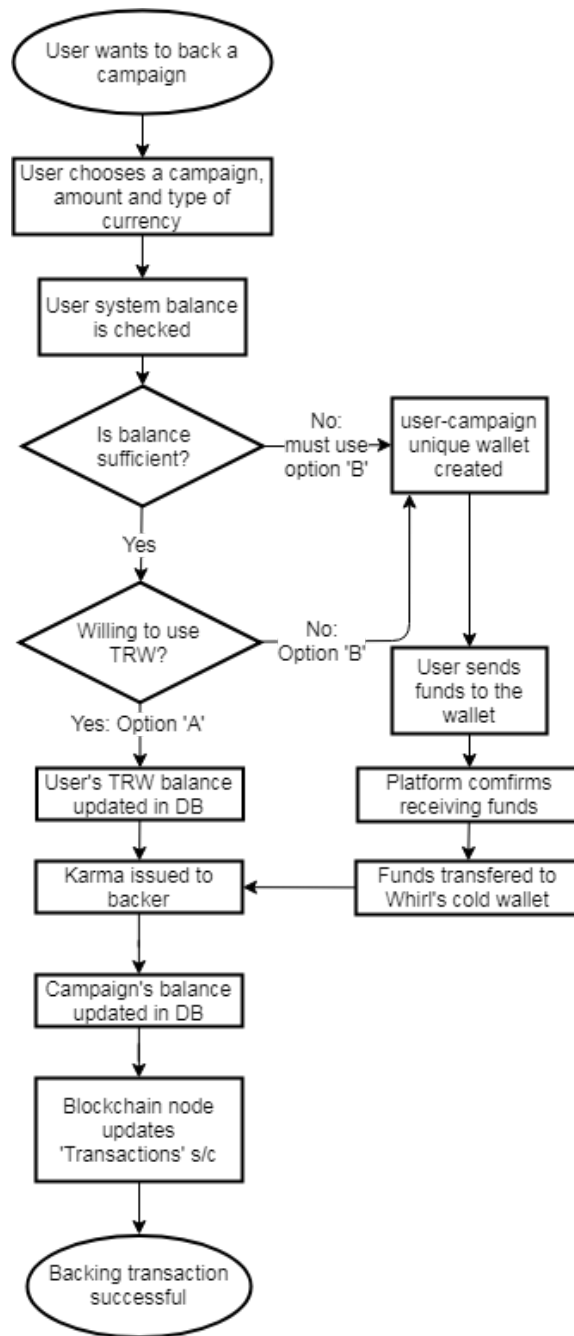 User wants to back a
campaign
User chooses a campaign,
amount and type of
currency
User system balance
is checked
Is balance
sufficient?
No:
must use
option 'B'
user-campaign
unique wallet
created
Yes
Willing to use
TRW?
No:
Option 'B'
User sends
funds to the
wallet
Yes: Option 'A'
User's TRW balance
updated in DB
Platform comfirms
receiving funds
Karma issued to
backer
Funds transfered to
Whirl's cold wallet
Campaign's balance
updated in DB
Blockchain node
updates
'Transactions' s/c
Backing transaction
successful